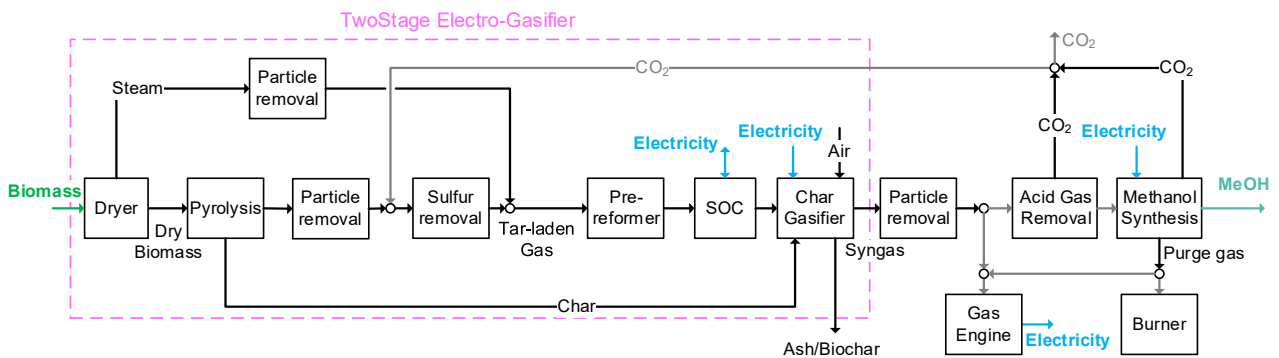 TwoStage Electro-Gasifier
CO2
Particle
removal
Steam
CO2
CO2
CO2
Electricity
Electricity
Electricity
Air
Biomass
Dryer
Pyrolysis
Particle
removal
Sulfur
removal
Pre-
reformer
SOC
Char
Gasifier
Particle
removal
Acid Gas
Removal
Methanol
Synthesis
MeOH
Dry
Biomass
Tar-laden
Gas
Syngas
Purge gas
Char
Gas
Engine
Electricity
Burner
Ash/Biochar